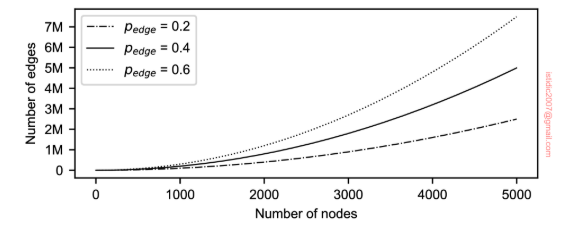 7M
6M
5M
4M
3M
2M
1M
0
Number of edges
p_edge = 0.2
p_edge = 0.4
p_edge = 0.6
0 1000 2000 3000 4000 5000
Number of nodes
istidic2007@gmail.com